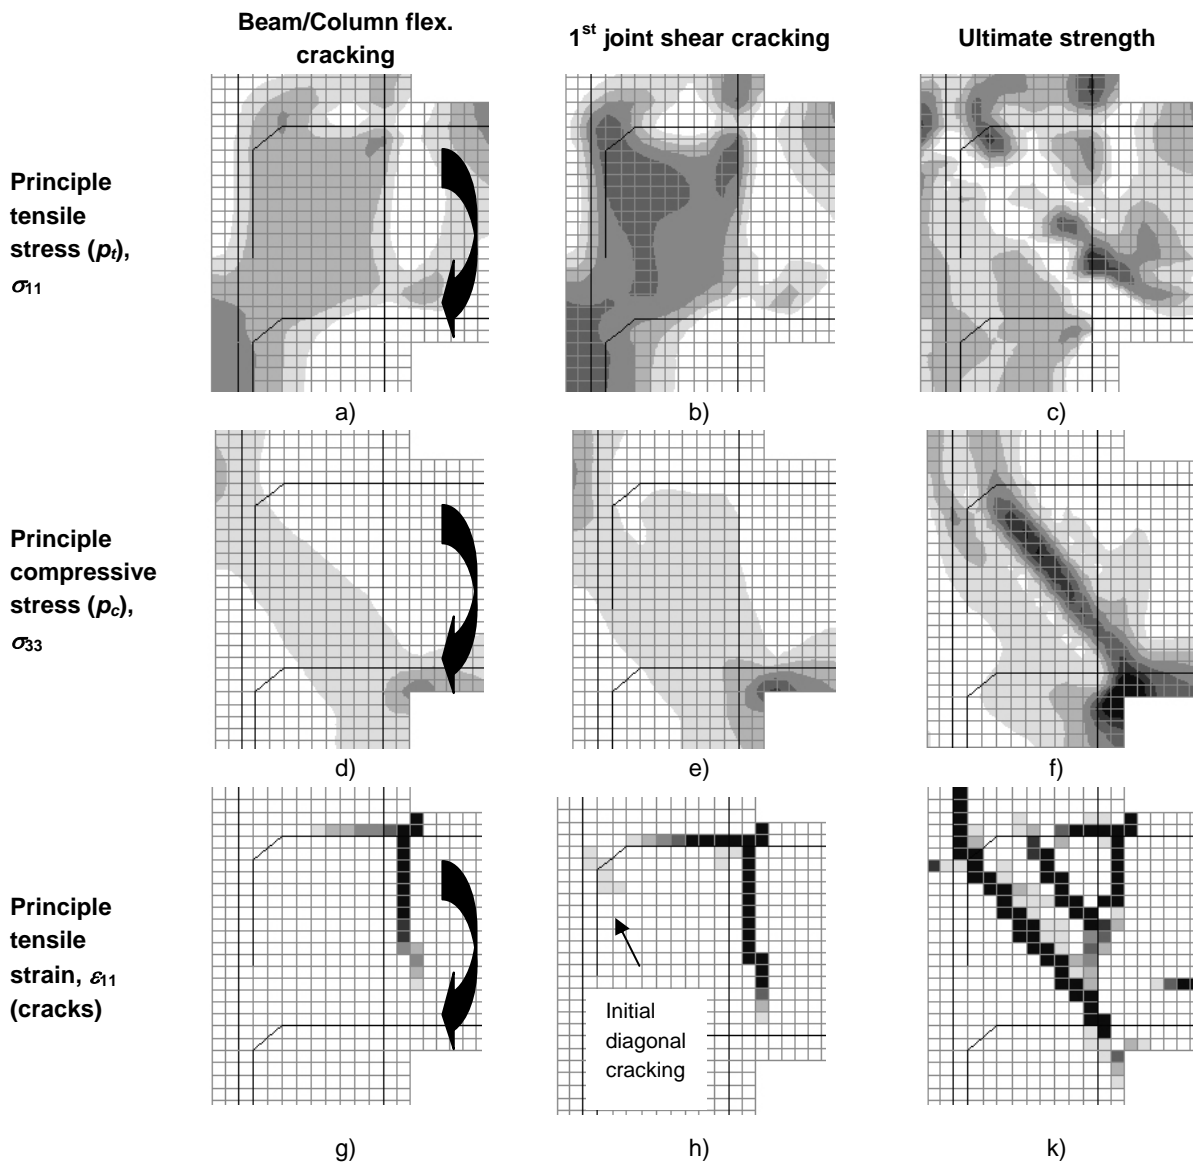 Beam/Column flex.
cracking
1st joint shear cracking
Ultimate strength
Principle
tensile
stress (pt),
σ11
a)
b)
c)
Principle
compressive
stress (pc),
σ33
d)
e)
f)
Principle
tensile
strain, ε11
(cracks)
Initial
diagonal
cracking
g)
h)
k)